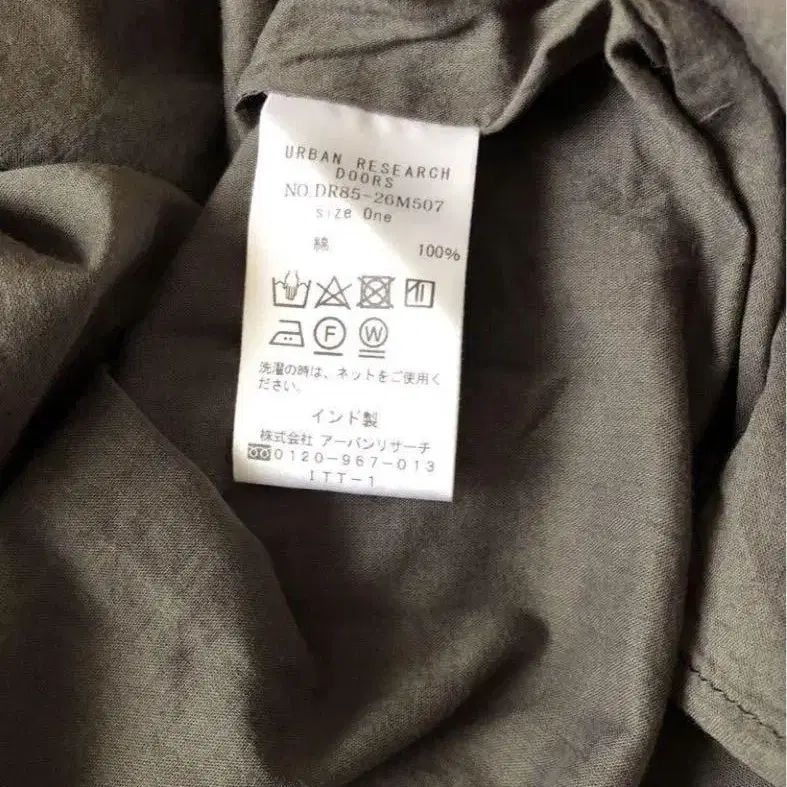 URBAN RESEARCH
DOORS
NO.DR85-26M507
size One
綿 100%
F W
洗濯の時は、ネットをご使用く
ださい。
インド製
株式会社 アーバンリサーチ
0120-967-013
ITT-1